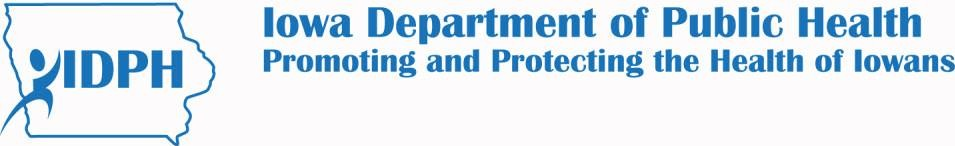 IDPH
Iowa Department of Public Health
Promoting and Protecting the Health of Iowans